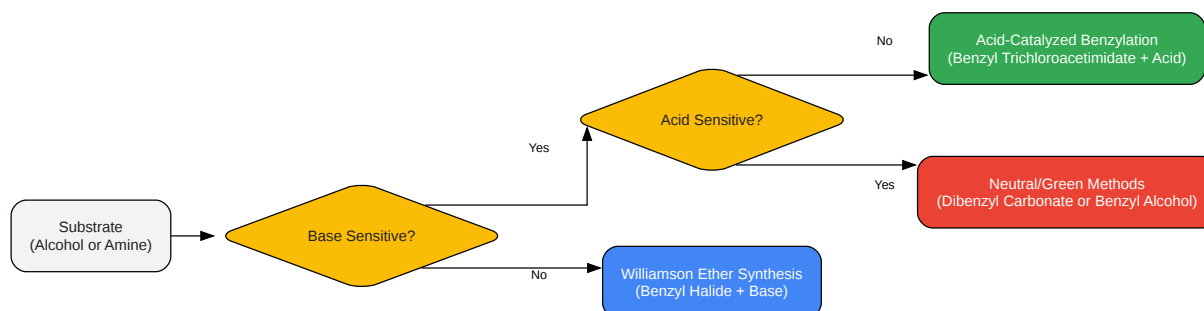 Substrate
(Alcohol or Amine)
Base Sensitive?
Yes
No
Acid Sensitive?
No
Yes
Williamson Ether Synthesis
(Benzyl Halide + Base)
Acid-Catalyzed Benzylation
(Benzyl Trichloroacetimidate + Acid)
Neutral/Green Methods
(Dibenzyl Carbonate or Benzyl Alcohol)